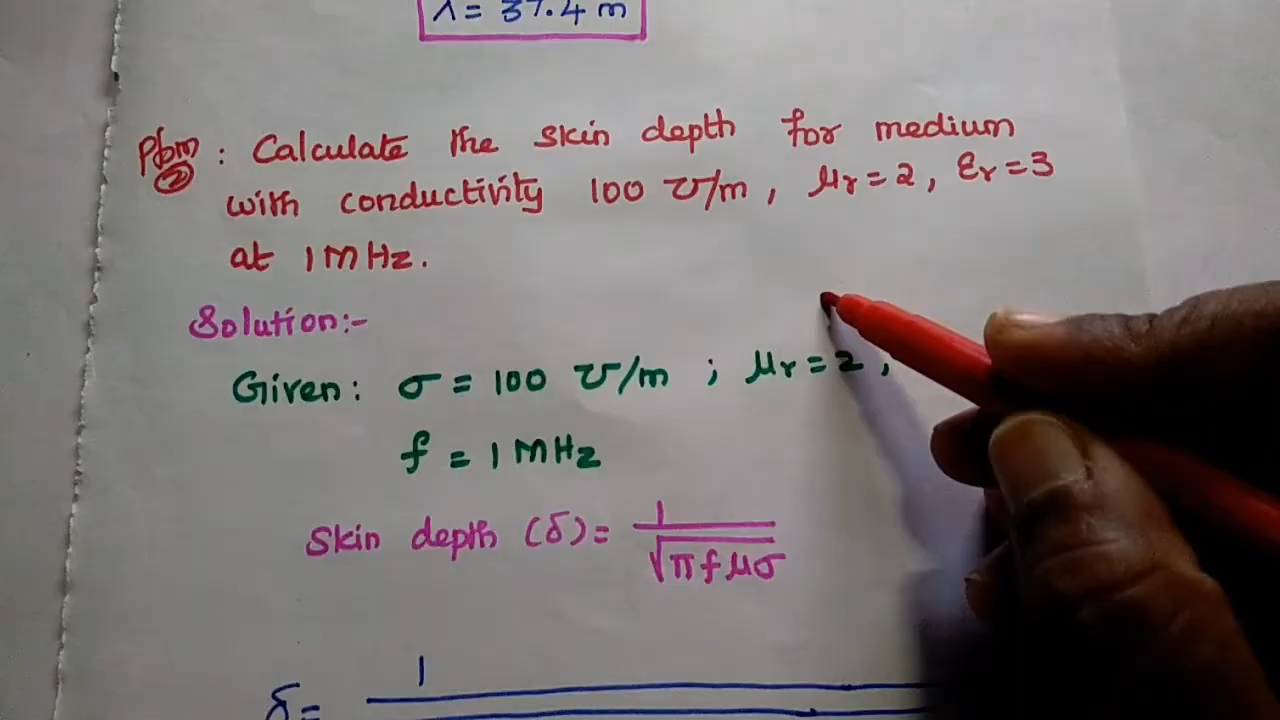 λ = 37.4 m
Pbm ② : Calculate the skin depth for medium
with conductivity 100 ʊ/m, μr = 2, εr = 3
at 1 MHz.
Solution:-
Given: σ = 100 ʊ/m ; μr = 2,
f = 1 MHz
Skin depth (δ) = 1/√πfμσ
δ = 1